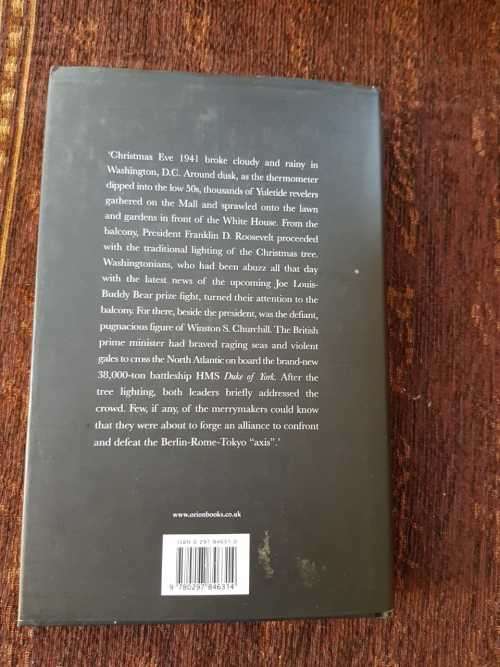 'Christmas Eve 1941 broke cloudy and rainy in
Washington, D.C. Around dusk, as the thermometer
dipped into the low 50s, thousands of Yuletide revelers
gathered on the Mall and sprawled onto the lawn
and gardens in front of the White House. From the
balcony, President Franklin D. Roosevelt proceeded
with the traditional lighting of the Christmas tree.
Washingtonians, who had been abuzz all that day
with the latest news of the upcoming Joe Louis-
Buddy Bear prize fight, turned their attention to the
balcony. For there, beside the president, was the defiant,
pugnacious figure of Winston S. Churchill. The British
prime minister had braved raging seas and violent
gales to cross the North Atlantic on board the brand-new
38,000-ton battleship HMS Duke of York. After the
tree lighting, both leaders briefly addressed the
crowd. Few, if any, of the merrymakers could know
that they were about to forge an alliance to confront
and defeat the Berlin-Rome-Tokyo "axis".'
www.orionbooks.co.uk
ISBN 0 297 84631 0
9 780297 846314